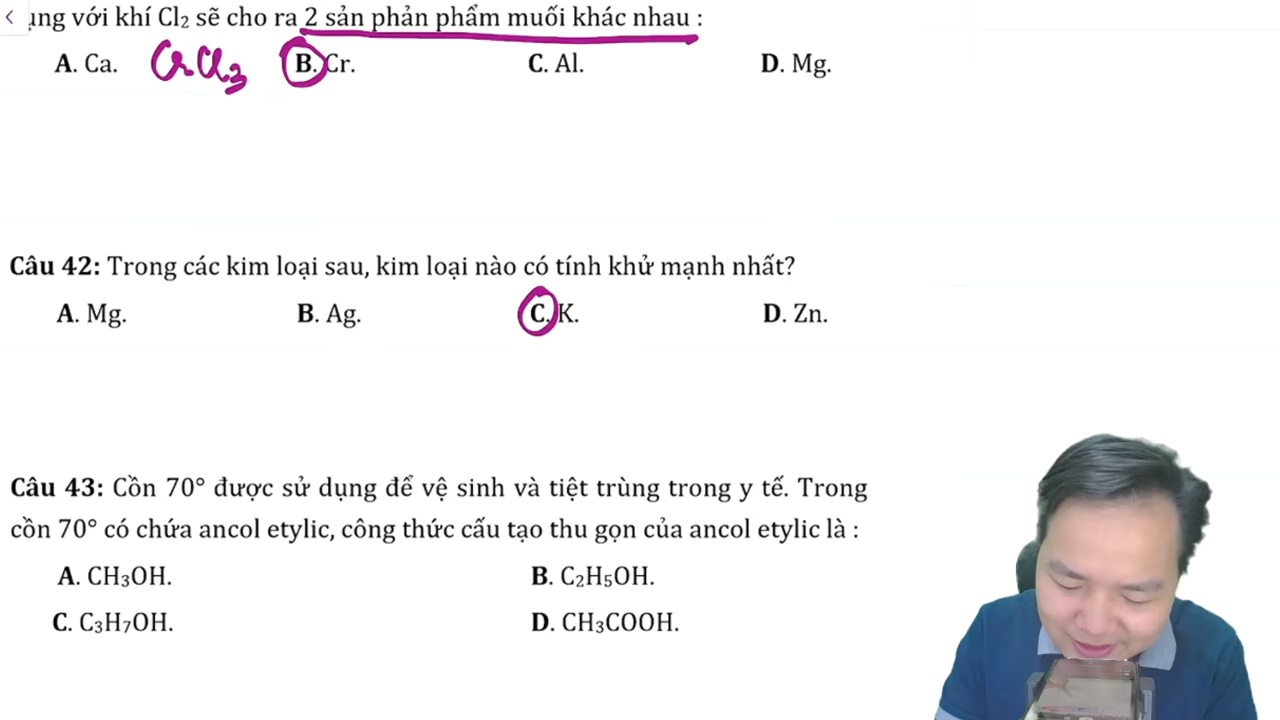 ụng với khí Cl₂ sẽ cho ra 2 sản phản phẩm muối khác nhau :
A. Ca. CrCl₃ B. Cr. C. Al. D. Mg.
Câu 42: Trong các kim loại sau, kim loại nào có tính khử mạnh nhất?
A. Mg. B. Ag. C. K. D. Zn.
Câu 43: Cồn 70° được sử dụng để vệ sinh và tiệt trùng trong y tế. Trong
cồn 70° có chứa ancol etylic, công thức cấu tạo thu gọn của ancol etylic là :
A. CH₃OH. B. C₂H₅OH.
C. C₃H₇OH. D. CH₃COOH.